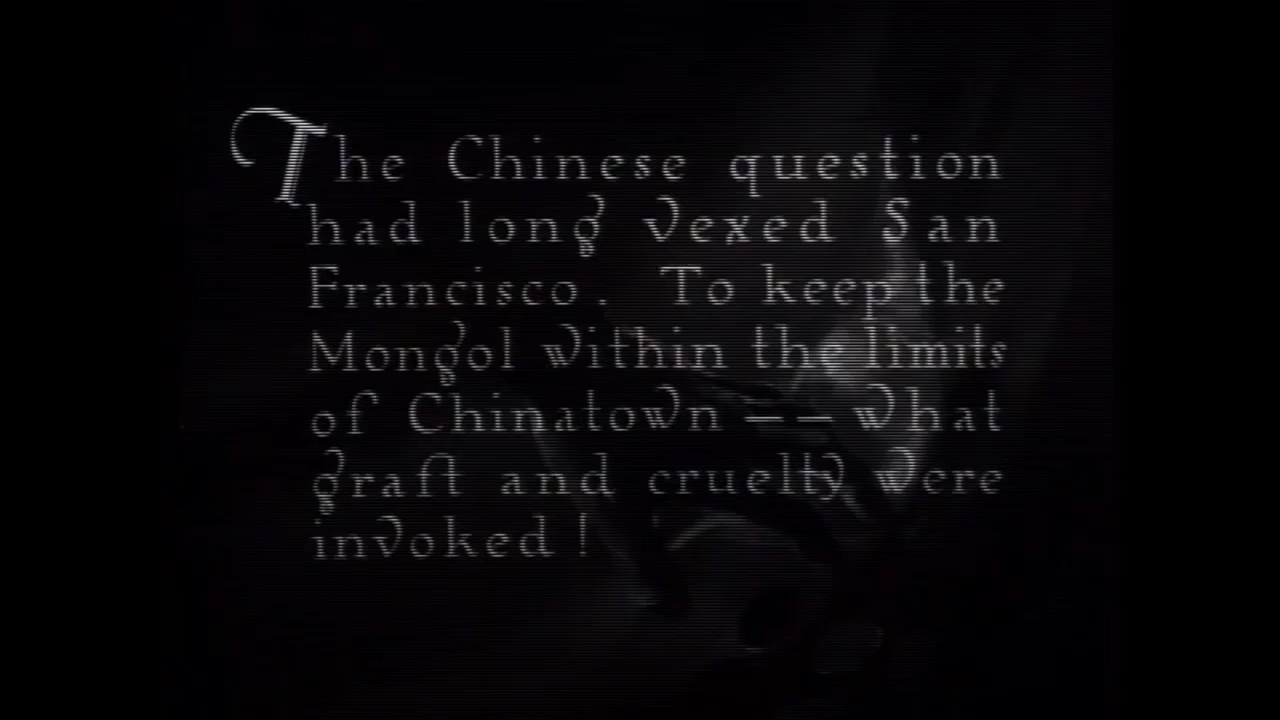 The Chinese question
had long vexed San
Francisco. To keep the
Mongol within the limits
of Chinatown —— what
graft and cruelty were
invoked!